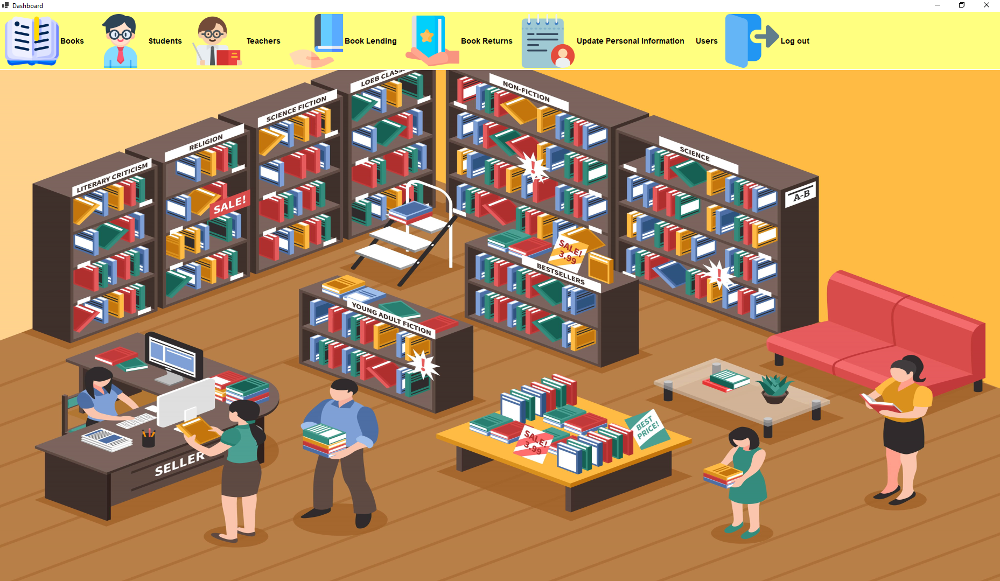 Dashboard
Books
Students
Teachers
Book Lending
Book Returns
Update Personal Information
Users
Log out
LOEB
NON-FICTION
SCIENCE FICTION
RELIGION
SCIENCE
LITERARY CRITICISM
A-B
SALE!
SALE!
3.99
BESTSELLERS
YOUNG ADULT FICTION
BEST
PRICE!
SALE!
3.99
SELLER